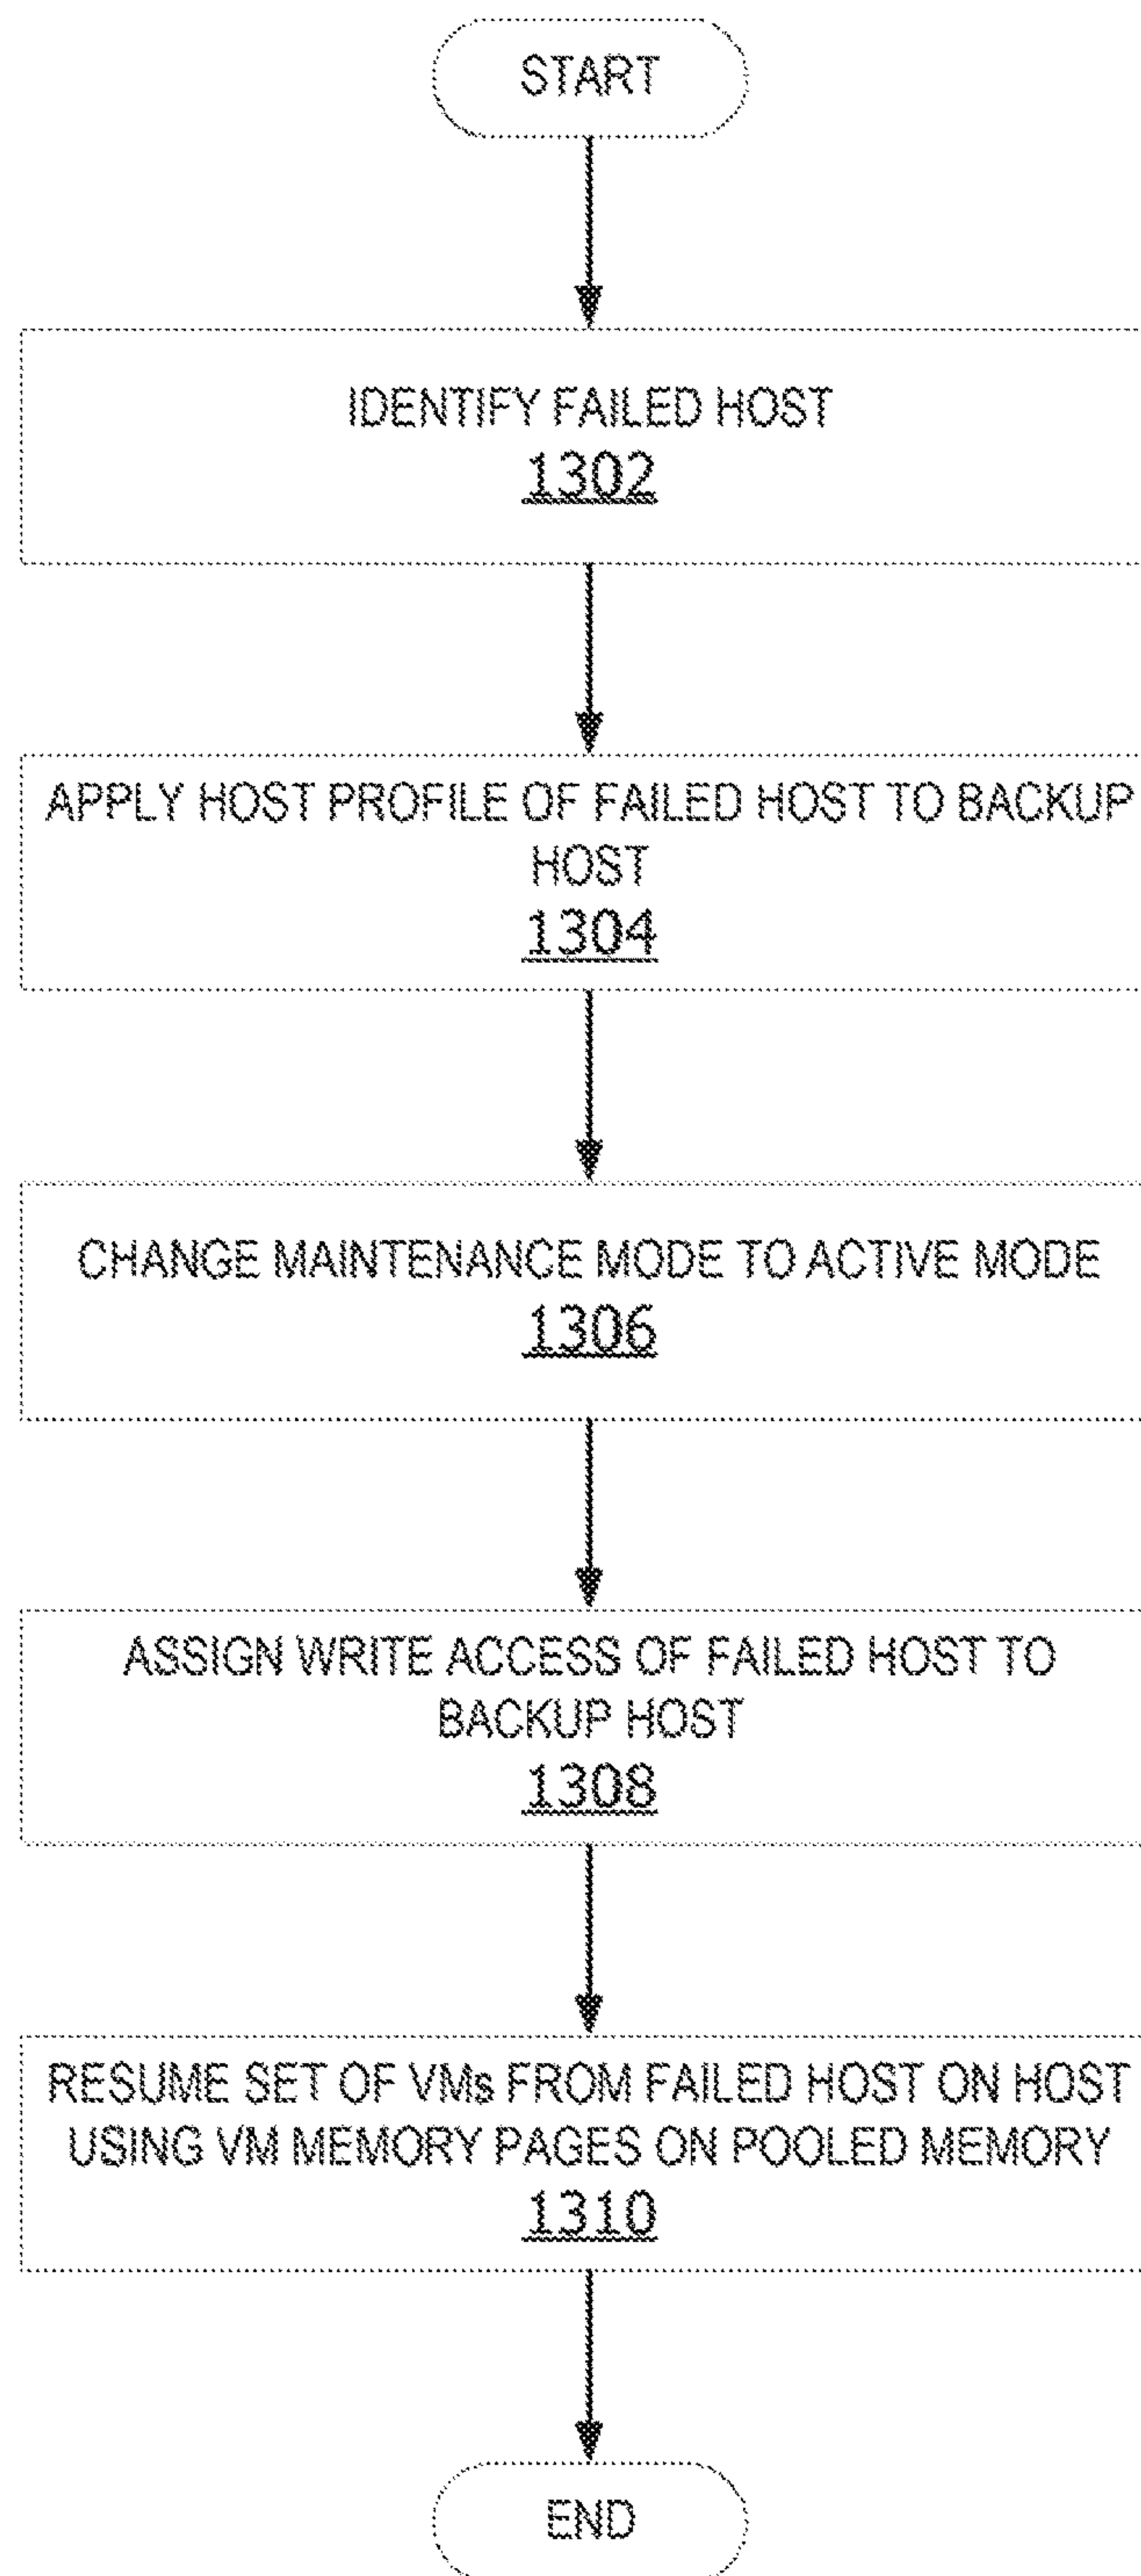 START
IDENTIFY FAILED HOST
1302
APPLY HOST PROFILE OF FAILED HOST TO BACKUP
HOST
1304
CHANGE MAINTENANCE MODE TO ACTIVE MODE
1306
ASSIGN WRITE ACCESS OF FAILED HOST TO
BACKUP HOST
1308
RESUME SET OF VMs FROM FAILED HOST ON HOST
USING VM MEMORY PAGES ON POOLED MEMORY
1310
END